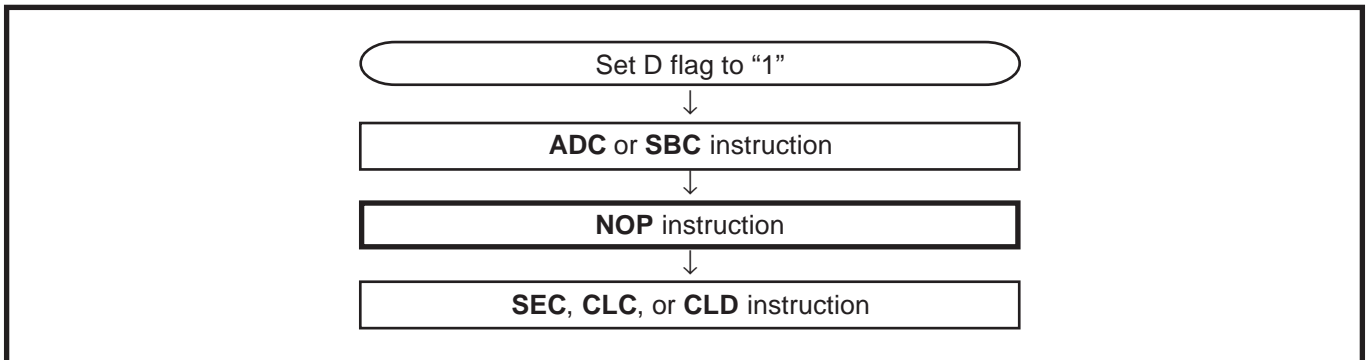 Set D flag to “1”
↓
ADC or SBC instruction
↓
NOP instruction
↓
SEC, CLC, or CLD instruction